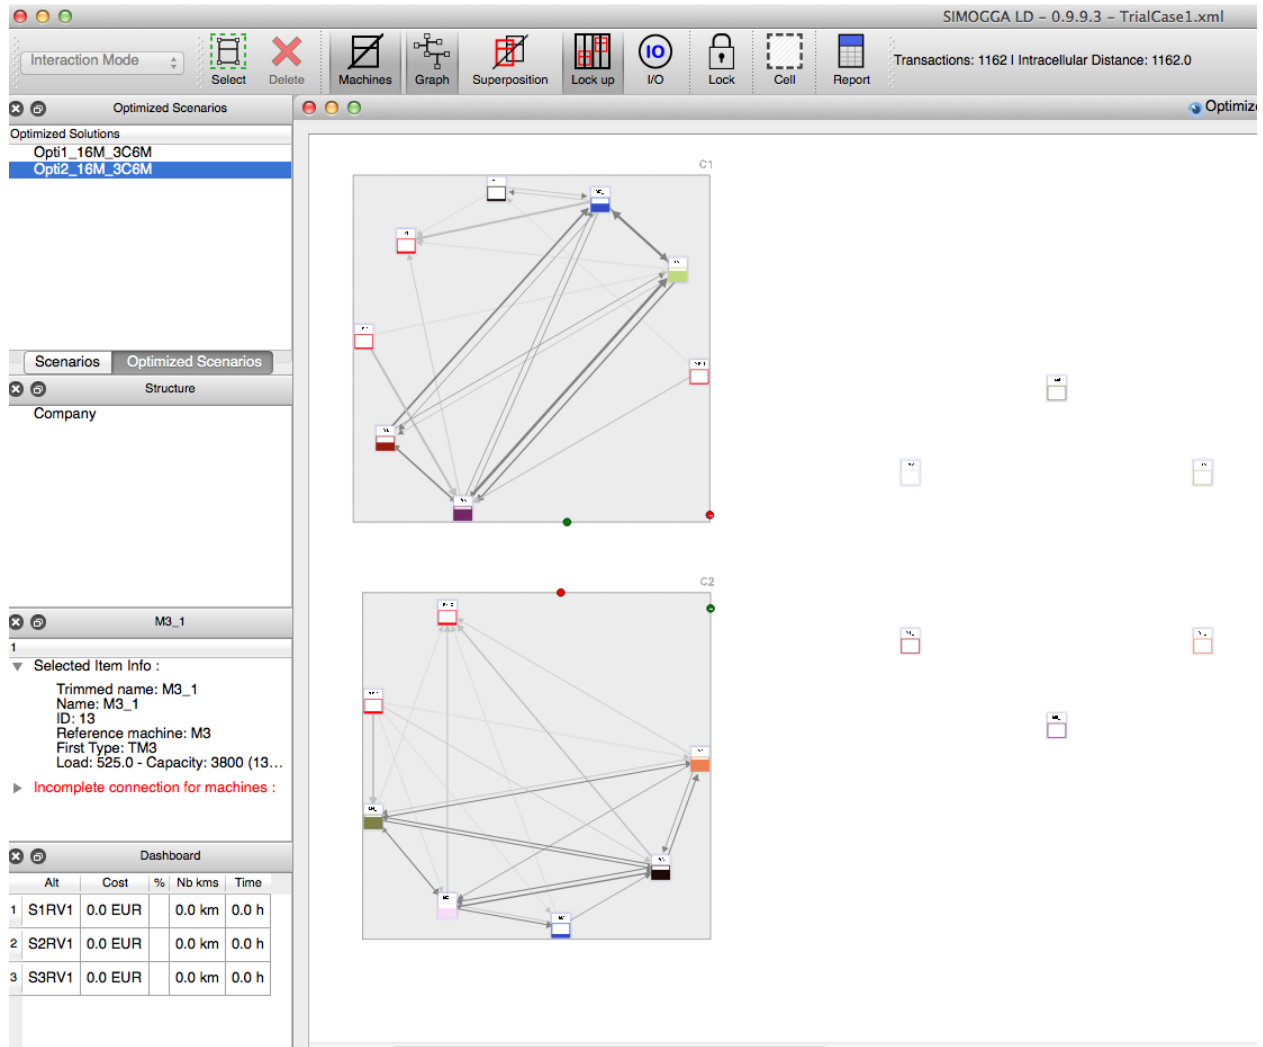 SIMOGGA LD - 0.9.9.3 - TrialCase1.xml
Interaction Mode
Select
Delete
Machines
Graph
Superposition
Lock up
IO
I/O
Lock
Cell
Report
Transactions: 1162 I Intracellular Distance: 1162.0
Optimized Scenarios
Optimized Solutions
Opti1_16M_3C6M
Opti2_16M_3C6M
Scenarios
Optimized Scenarios
Structure
Company
M3_1
1
Selected Item Info :
Trimmed name: M3_1
Name: M3_1
ID: 13
Reference machine: M3
First Type: TM3
Load: 525.0 - Capacity: 3800 (13...
Incomplete connection for machines :
Dashboard
Alt Cost % Nb kms Time
1 S1RV1 0.0 EUR 0.0 km 0.0 h
2 S2RV1 0.0 EUR 0.0 km 0.0 h
3 S3RV1 0.0 EUR 0.0 km 0.0 h
Optimiz
C1
C2